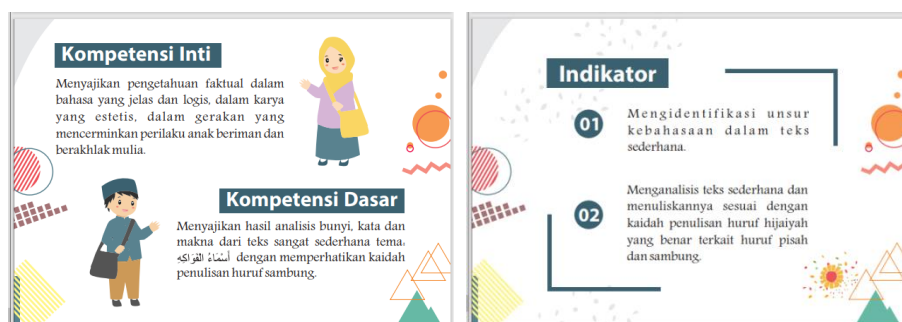 Kompetensi Inti
Menyajikan pengetahuan faktual dalam
bahasa yang jelas dan logis, dalam karya
yang estetis, dalam gerakan yang
mencerminkan perilaku anak beriman dan
berakhlak mulia.
Kompetensi Dasar
Menyajikan hasil analisis bunyi, kata dan
makna dari teks sangat sederhana tema.
أَسْمَاءُ الفَوَاكِهِ dengan memperhatikan kaidah
penulisan huruf sambung.
Indikator
01
Mengidentifikasi unsur
kebahasaan dalam teks
sederhana.
02
Menganalisis teks sederhana dan
menuliskannya sesuai dengan
kaidah penulisan huruf hijaiyah
yang benar terkait huruf pisah
dan sambung.